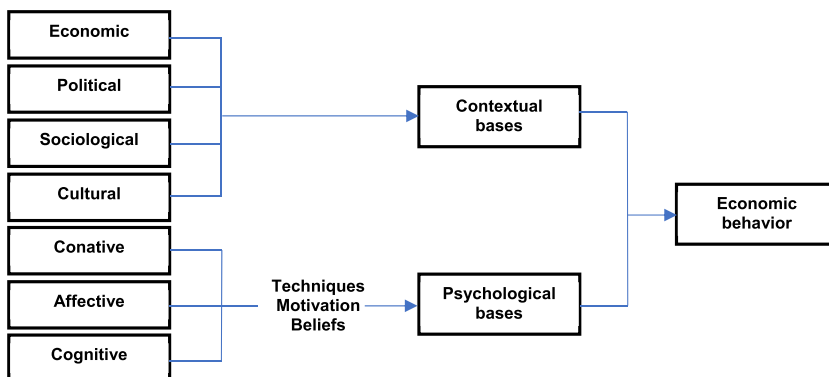 Economic
Political
Sociological
Cultural
Conative
Affective
Cognitive
Techniques
Motivation
Beliefs
Contextual
bases
Psychological
bases
Economic
behavior